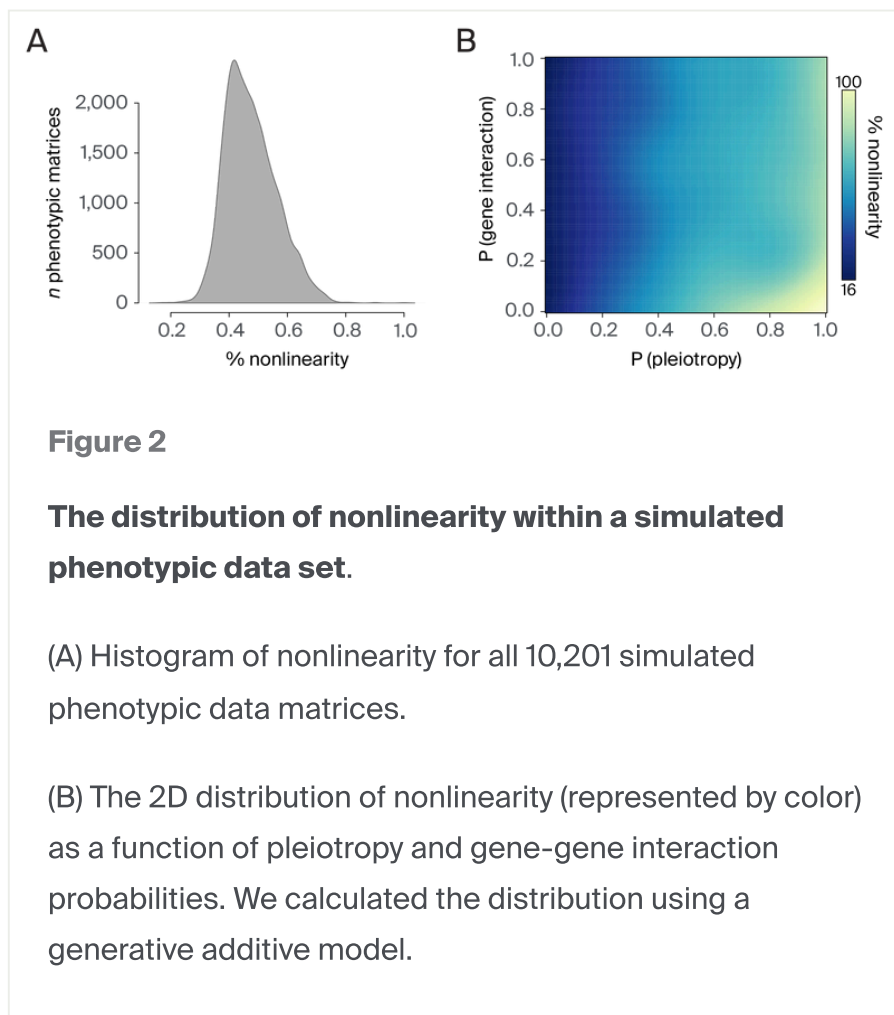 A
B
n phenotypic matrices
2,000
1,500
1,000
500
0
0.2 0.4 0.6 0.8 1.0
% nonlinearity
P (gene interaction)
1.0
0.8
0.6
0.4
0.2
0.0
0.0 0.2 0.4 0.6 0.8 1.0
P (pleiotropy)
100
% nonlinearity
16
Figure 2
The distribution of nonlinearity within a simulated
phenotypic data set.
(A) Histogram of nonlinearity for all 10,201 simulated
phenotypic data matrices.
(B) The 2D distribution of nonlinearity (represented by color)
as a function of pleiotropy and gene-gene interaction
probabilities. We calculated the distribution using a
generative additive model.